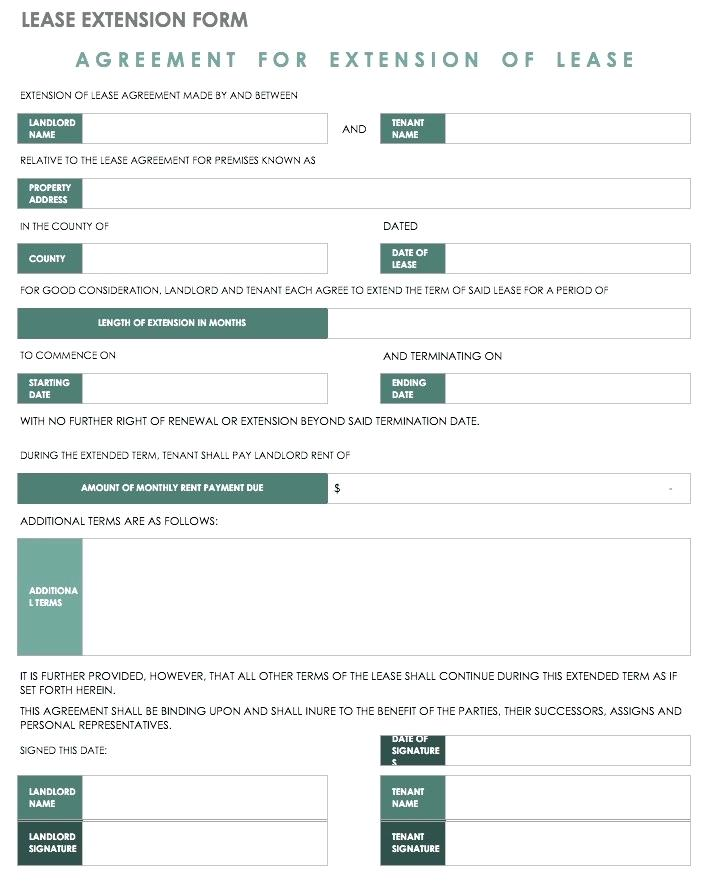 LEASE EXTENSION FORM
AGREEMENT FOR EXTENSION OF LEASE
EXTENSION OF LEASE AGREEMENT MADE BY AND BETWEEN
LANDLORD
NAME
AND
TENANT
NAME
RELATIVE TO THE LEASE AGREEMENT FOR PREMISES KNOWN AS
PROPERTY
ADDRESS
IN THE COUNTY OF
DATED
COUNTY
DATE OF
LEASE
FOR GOOD CONSIDERATION, LANDLORD AND TENANT EACH AGREE TO EXTEND THE TERM OF SAID LEASE FOR A PERIOD OF
LENGTH OF EXTENSION IN MONTHS
TO COMMENCE ON
AND TERMINATING ON
STARTING
DATE
ENDING
DATE
WITH NO FURTHER RIGHT OF RENEWAL OR EXTENSION BEYOND SAID TERMINATION DATE.
DURING THE EXTENDED TERM, TENANT SHALL PAY LANDLORD RENT OF
AMOUNT OF MONTHLY RENT PAYMENT DUE
$ -
ADDITIONAL TERMS ARE AS FOLLOWS:
ADDITIONA
L TERMS
IT IS FURTHER PROVIDED, HOWEVER, THAT ALL OTHER TERMS OF THE LEASE SHALL CONTINUE DURING THIS EXTENDED TERM AS IF
SET FORTH HEREIN.
THIS AGREEMENT SHALL BE BINDING UPON AND SHALL INURE TO THE BENEFIT OF THE PARTIES, THEIR SUCCESSORS, ASSIGNS AND
PERSONAL REPRESENTATIVES.
SIGNED THIS DATE:
DATE OF
SIGNATURE
S
LANDLORD
NAME
TENANT
NAME
LANDLORD
SIGNATURE
TENANT
SIGNATURE